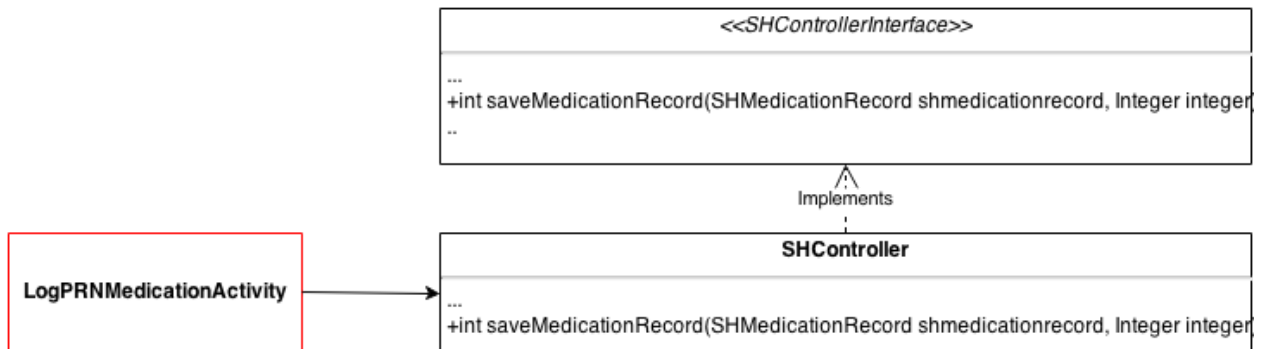 <<SHControllerInterface>>
...
+int saveMedicationRecord(SHMedicationRecord shmedicationrecord, Integer integer)
..
Implements
SHController
LogPRNMedicationActivity
...
+int saveMedicationRecord(SHMedicationRecord shmedicationrecord, Integer integer